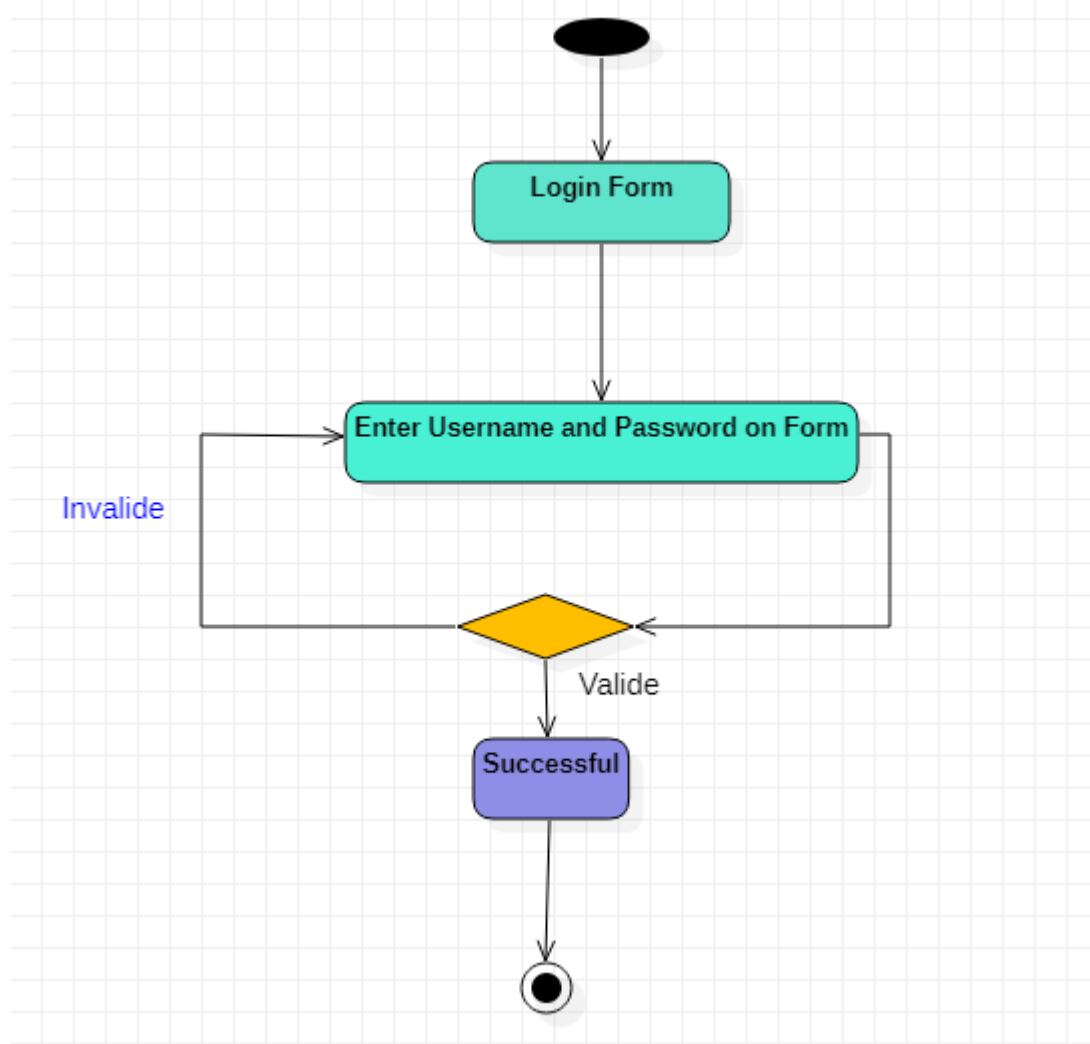 Login Form
Enter Username and Password on Form
Invalide
Valide
Successful